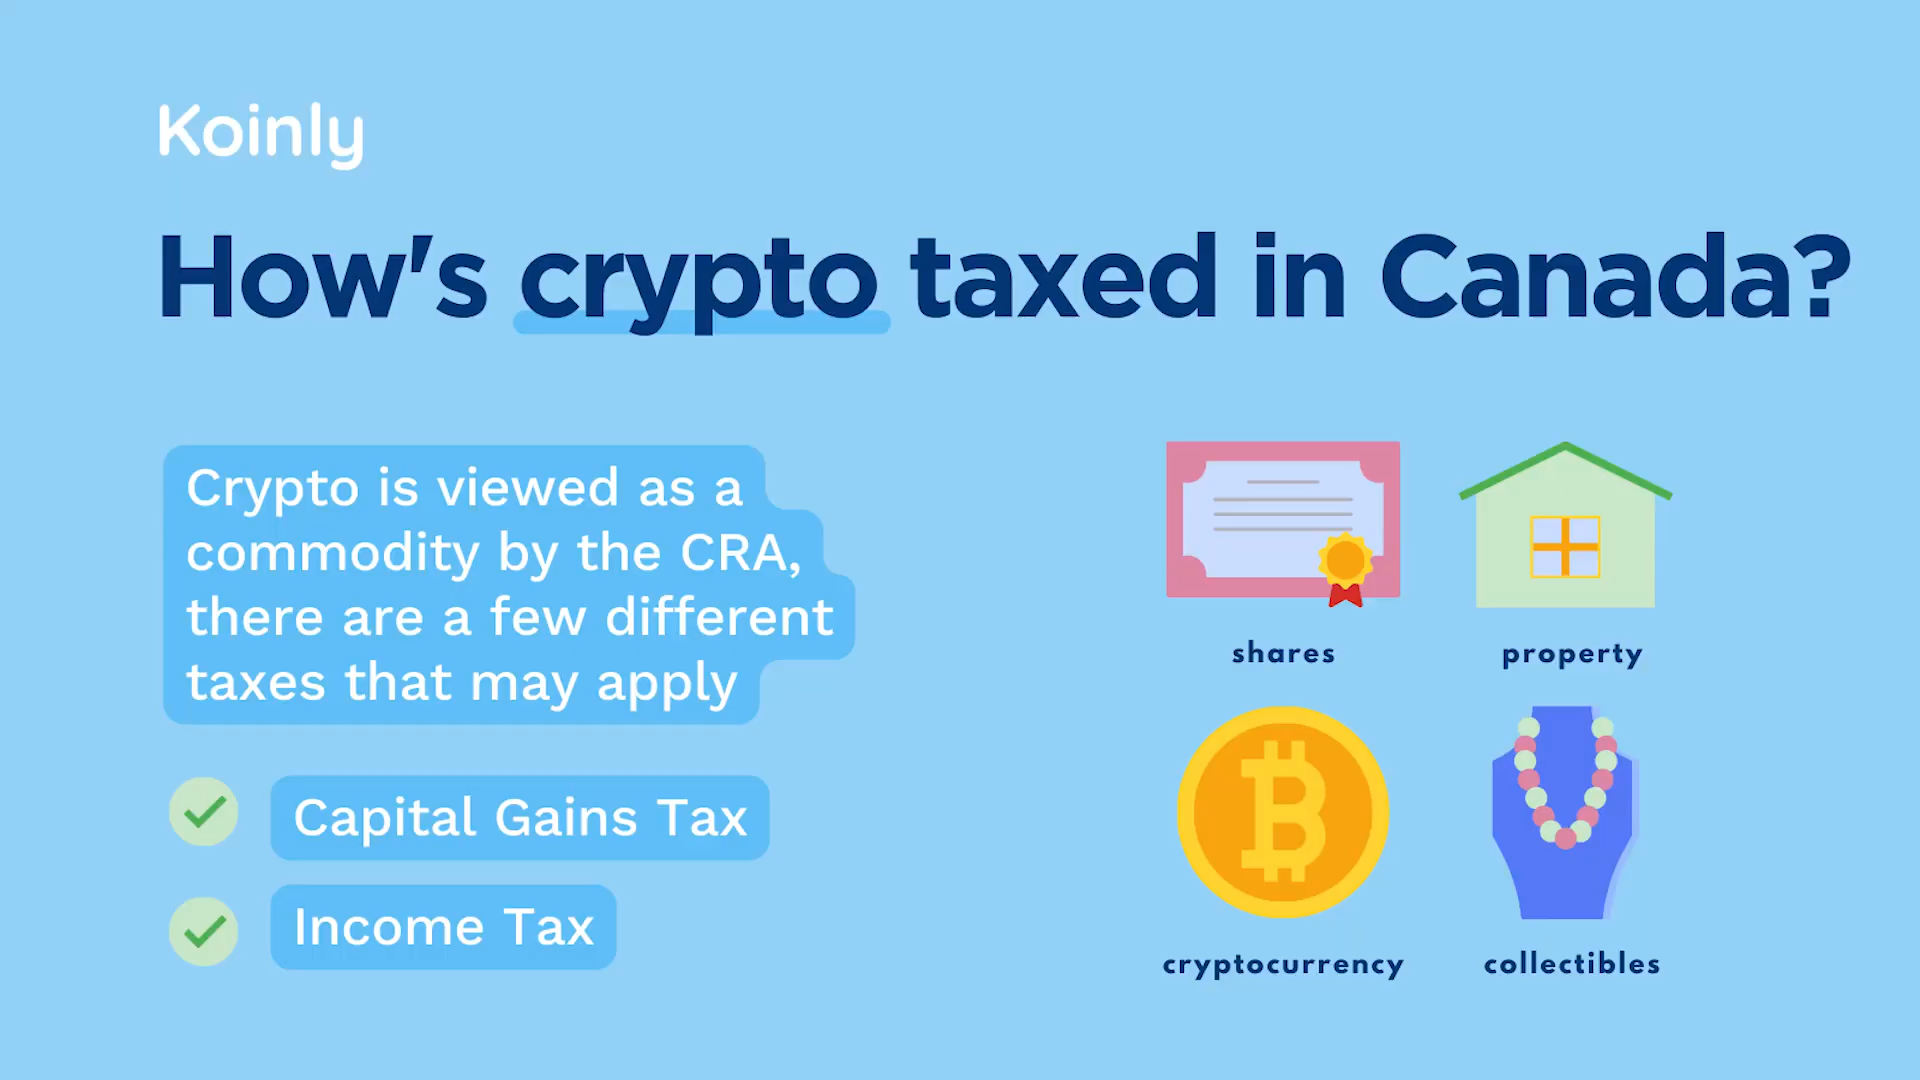 Koinly
How's crypto taxed in Canada?
Crypto is viewed as a
commodity by the CRA,
there are a few different
taxes that may apply
Capital Gains Tax
Income Tax
shares
property
cryptocurrency
collectibles